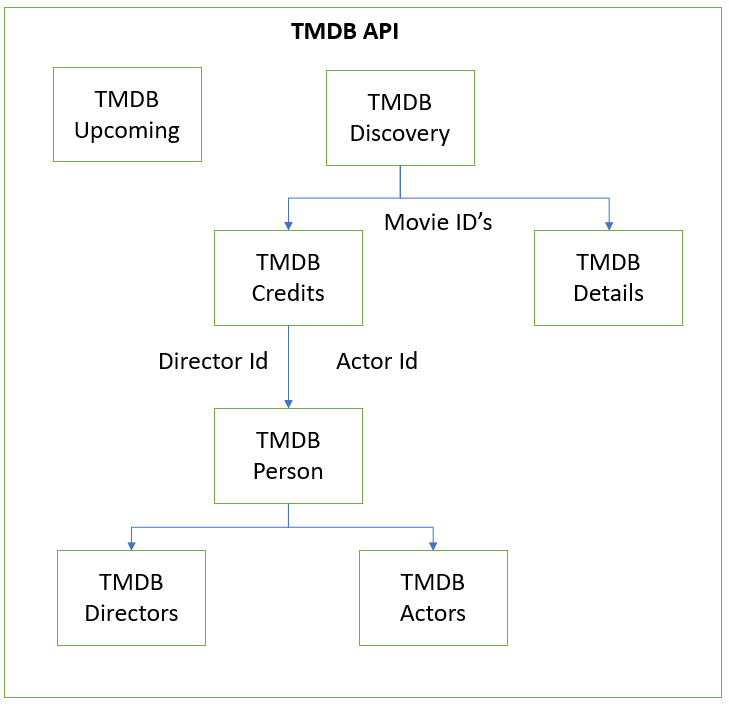 TMDB API
TMDB
Upcoming
TMDB
Discovery
Movie ID’s
TMDB
Credits
TMDB
Details
Director Id
Actor Id
TMDB
Person
TMDB
Directors
TMDB
Actors